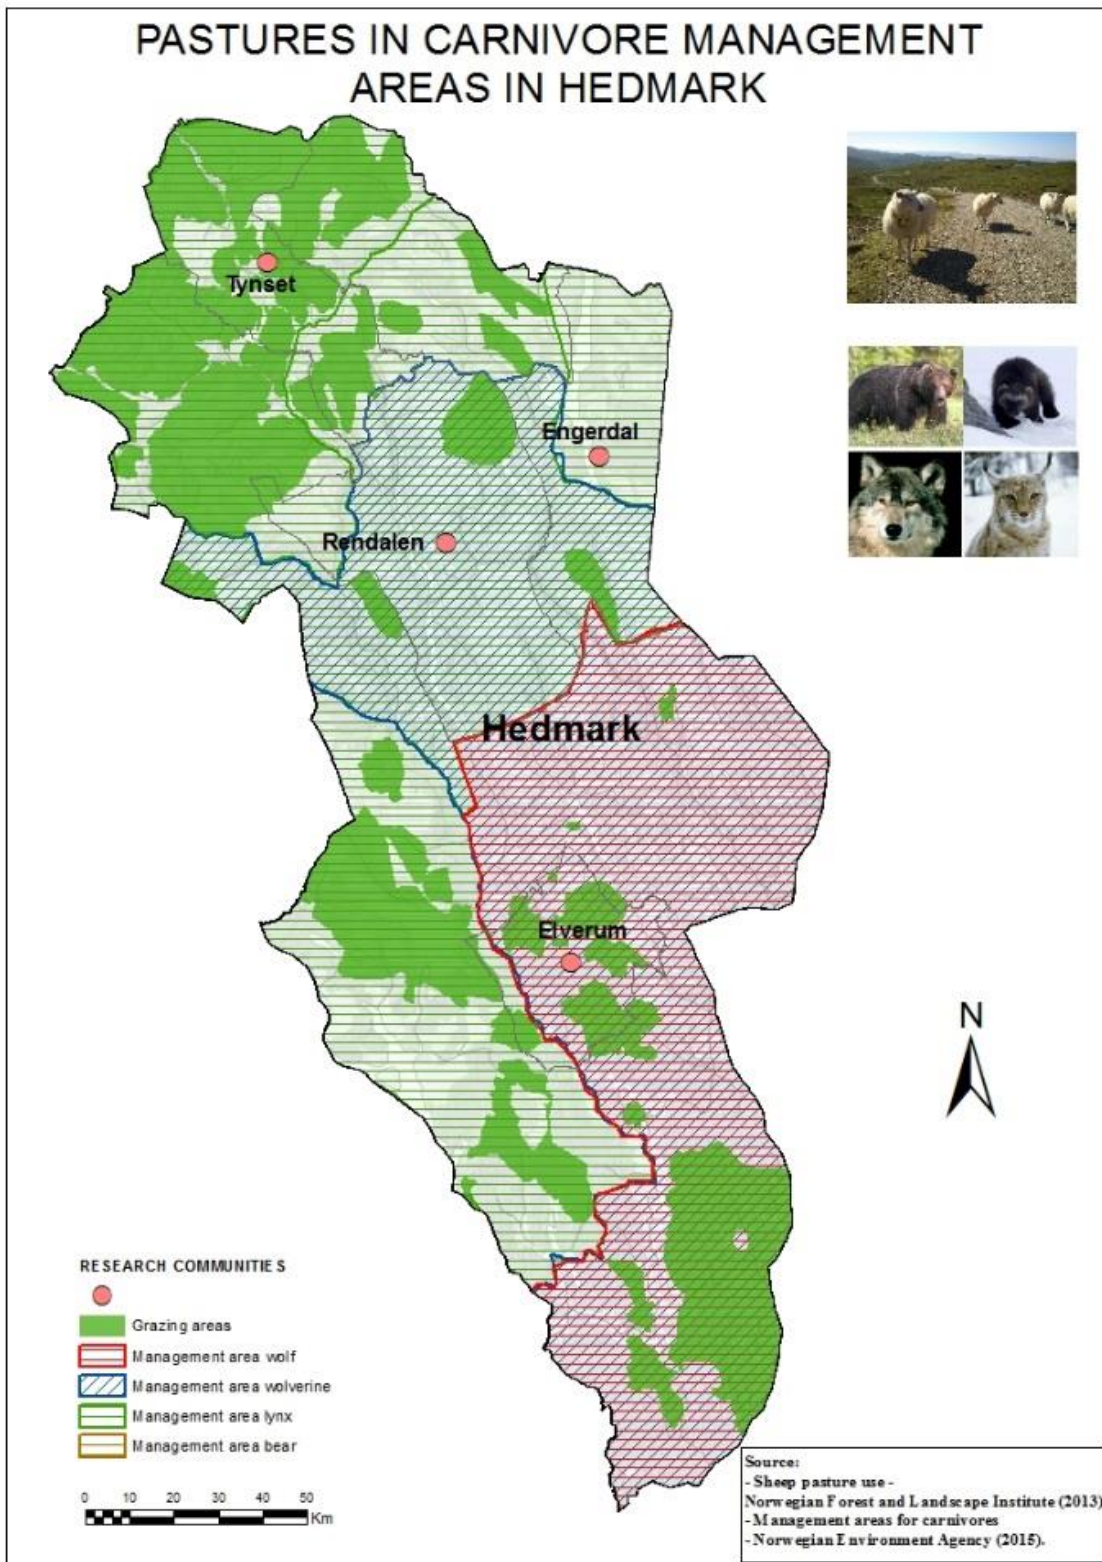 PASTURES IN CARNIVORE MANAGEMENT
AREAS IN HEDMARK
Tynset
Engerdal
Rendalen
Hedmark
Elverum
N
RESEARCH COMMUNITIES
Grazing areas
Management area wolf
Management area wolverine
Management area lynx
Management area bear
0 10 20 30 40 50
Km
Source:
- Sheep pasture use -
Norwegian Forest and Landscape Institute (2013)
- Management areas for carnivores
- Norwegian Environment Agency (2015).